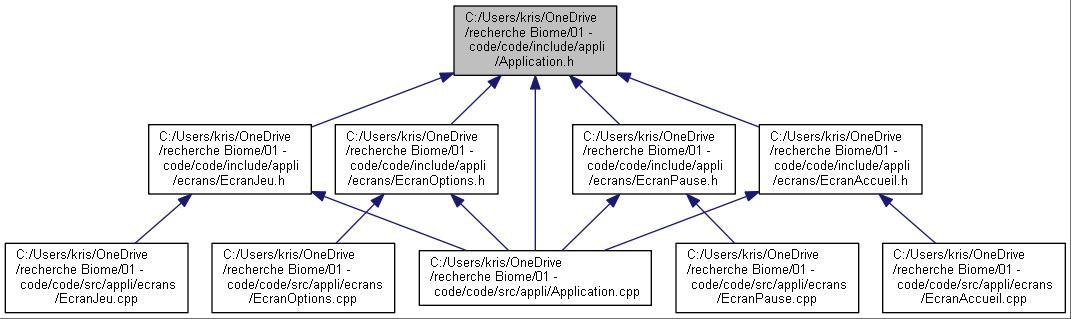 C:/Users/kris/OneDrive
/recherche Biome/01 -
code/code/include/appli
/Application.h
C:/Users/kris/OneDrive
/recherche Biome/01 -
code/code/include/appli
/ecrans/EcranJeu.h
C:/Users/kris/OneDrive
/recherche Biome/01 -
code/code/include/appli
/ecrans/EcranOptions.h
C:/Users/kris/OneDrive
/recherche Biome/01 -
code/code/include/appli
/ecrans/EcranPause.h
C:/Users/kris/OneDrive
/recherche Biome/01 -
code/code/include/appli
/ecrans/EcranAccueil.h
C:/Users/kris/OneDrive
/recherche Biome/01 -
code/code/src/appli/ecrans
/EcranJeu.cpp
C:/Users/kris/OneDrive
/recherche Biome/01 -
code/code/src/appli/ecrans
/EcranOptions.cpp
C:/Users/kris/OneDrive
/recherche Biome/01 -
code/code/src/appli/Application.cpp
C:/Users/kris/OneDrive
/recherche Biome/01 -
code/code/src/appli/ecrans
/EcranPause.cpp
C:/Users/kris/OneDrive
/recherche Biome/01 -
code/code/src/appli/ecrans
/EcranAccueil.cpp